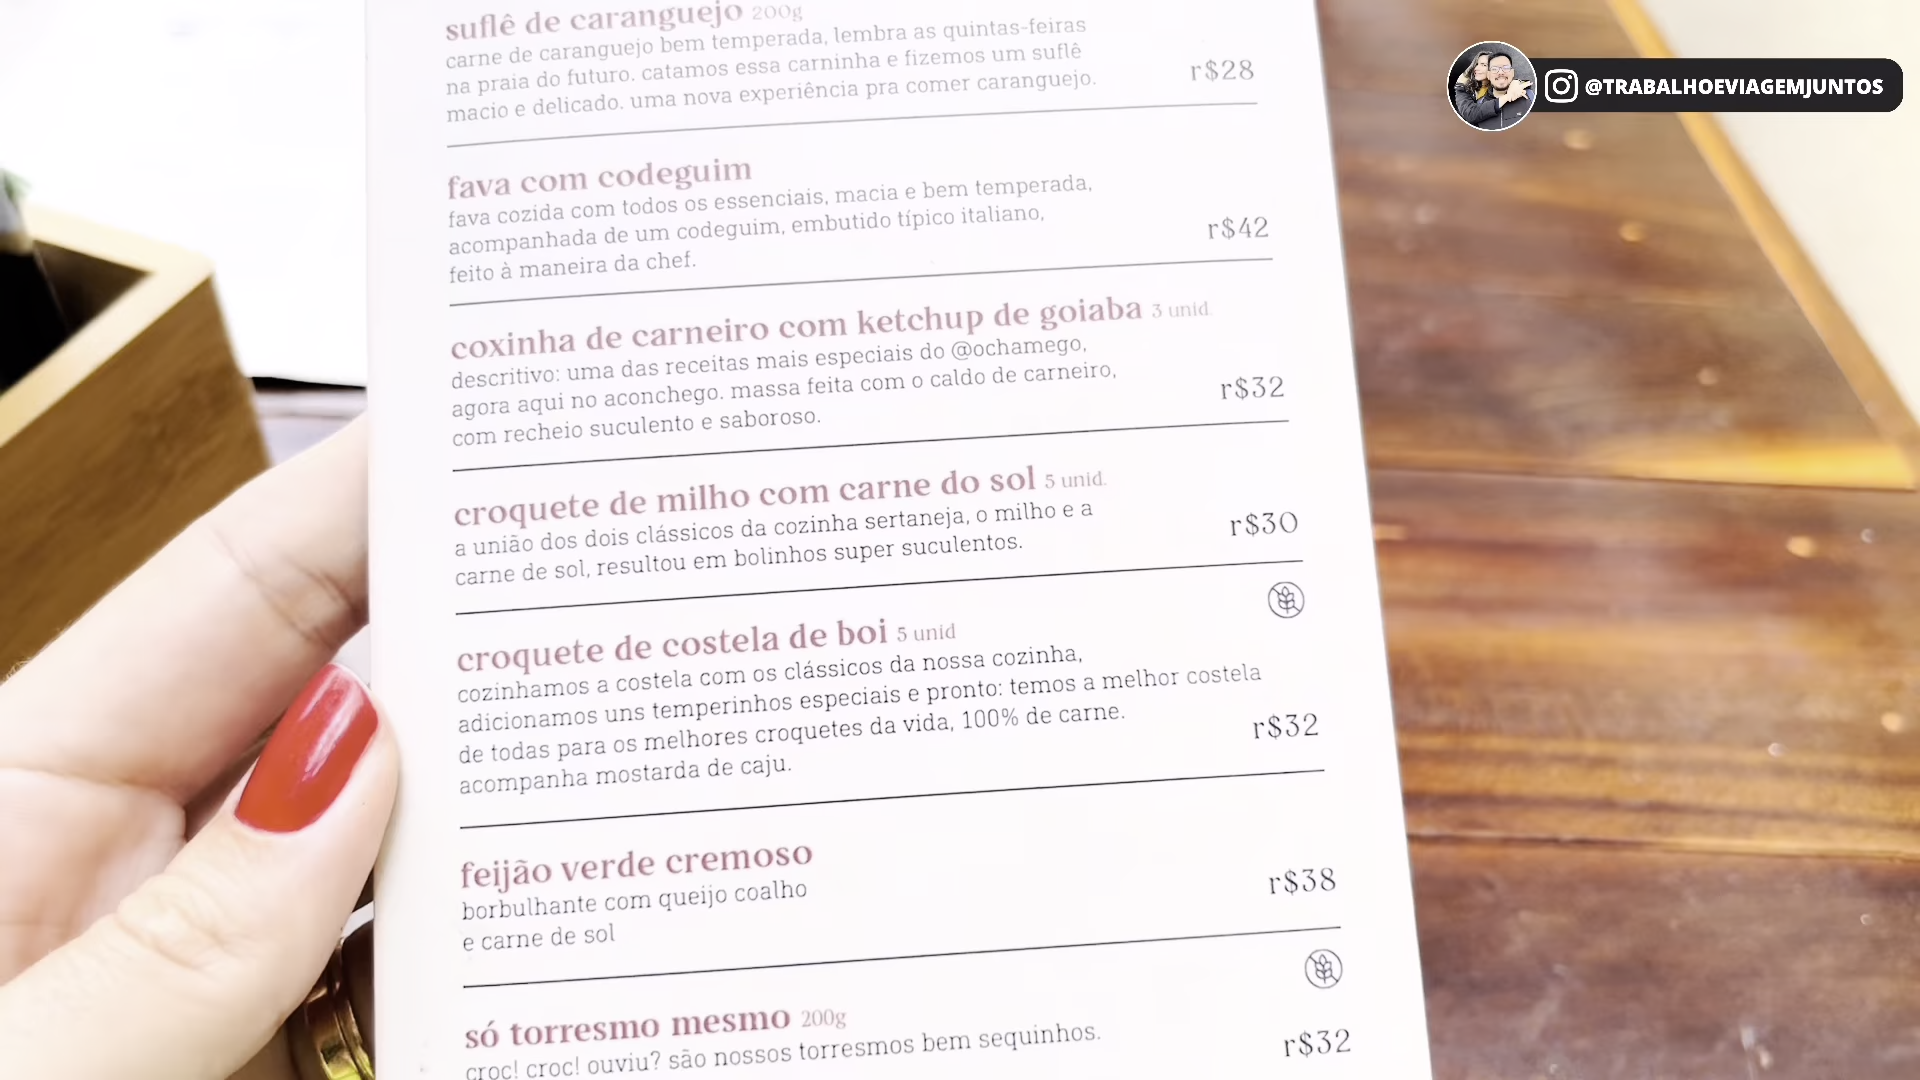 suflê de caranguejo 200g
carne de caranguejo bem temperada, lembra as quintas-feiras
na praia do futuro. catamos essa carninha e fizemos um suflê
macio e delicado. uma nova experiência pra comer caranguejo.
r$28
fava com codeguim
fava cozida com todos os essenciais, macia e bem temperada,
acompanhada de um codeguim, embutido típico italiano,
feito à maneira da chef.
r$42
coxinha de carneiro com ketchup de goiaba 3 unid.
descritivo: uma das receitas mais especiais do @ochamego,
agora aqui no aconchego. massa feita com o caldo de carneiro,
com recheio suculento e saboroso.
r$32
croquete de milho com carne do sol 5 unid.
a união dos dois clássicos da cozinha sertaneja, o milho e a
carne de sol, resultou em bolinhos super suculentos.
r$30
croquete de costela de boi 5 unid
cozinhamos a costela com os clássicos da nossa cozinha,
adicionamos uns temperinhos especiais e pronto: temos a melhor costela
de todas para os melhores croquetes da vida, 100% de carne.
acompanha mostarda de caju.
r$32
feijão verde cremoso
borbulhante com queijo coalho
e carne de sol
r$38
só torresmo mesmo 200g
croc! croc! ouviu? são nossos torresmos bem sequinhos.
r$32
@TRABALHOEVIAGEMJUNTOS